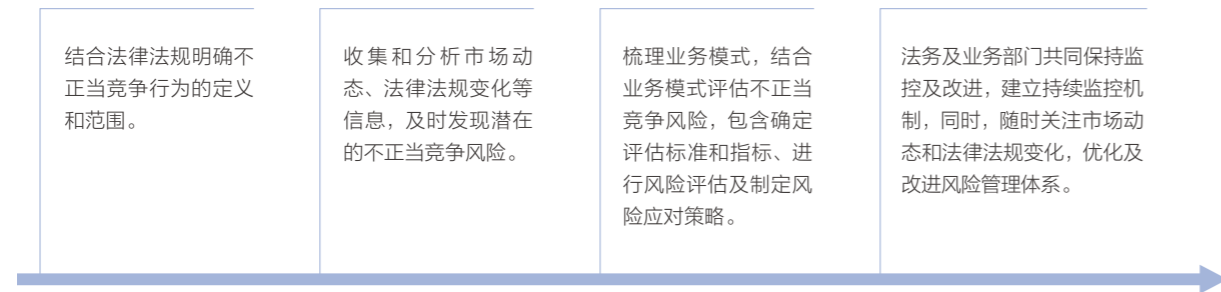 结合法律法规明确不
正当竞争行为的定义
和范围。
收集和分析市场动
态、法律法规变化等
信息，及时发现潜在
的不正当竞争风险。
梳理业务模式，结合
业务模式评估不正当
竞争风险，包含确定
评估标准和指标、进
行风险评估及制定风
险应对策略。
法务及业务部门共同保持监
控及改进，建立持续监控机
制，同时，随时关注市场动
态和法律法规变化，优化及
改进风险管理体系。